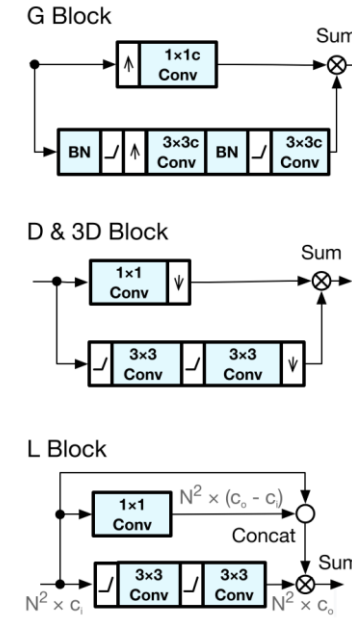 G Block
Sum
1×1c
Conv
BN
3×3c
Conv
BN
3×3c
Conv
D & 3D Block
Sum
1×1
Conv
3×3
Conv
3×3
Conv
L Block
1×1
Conv
N² × (cₒ - cᵢ)
Concat
Sum
3×3
Conv
3×3
Conv
N² × cᵢ
N² × cₒ